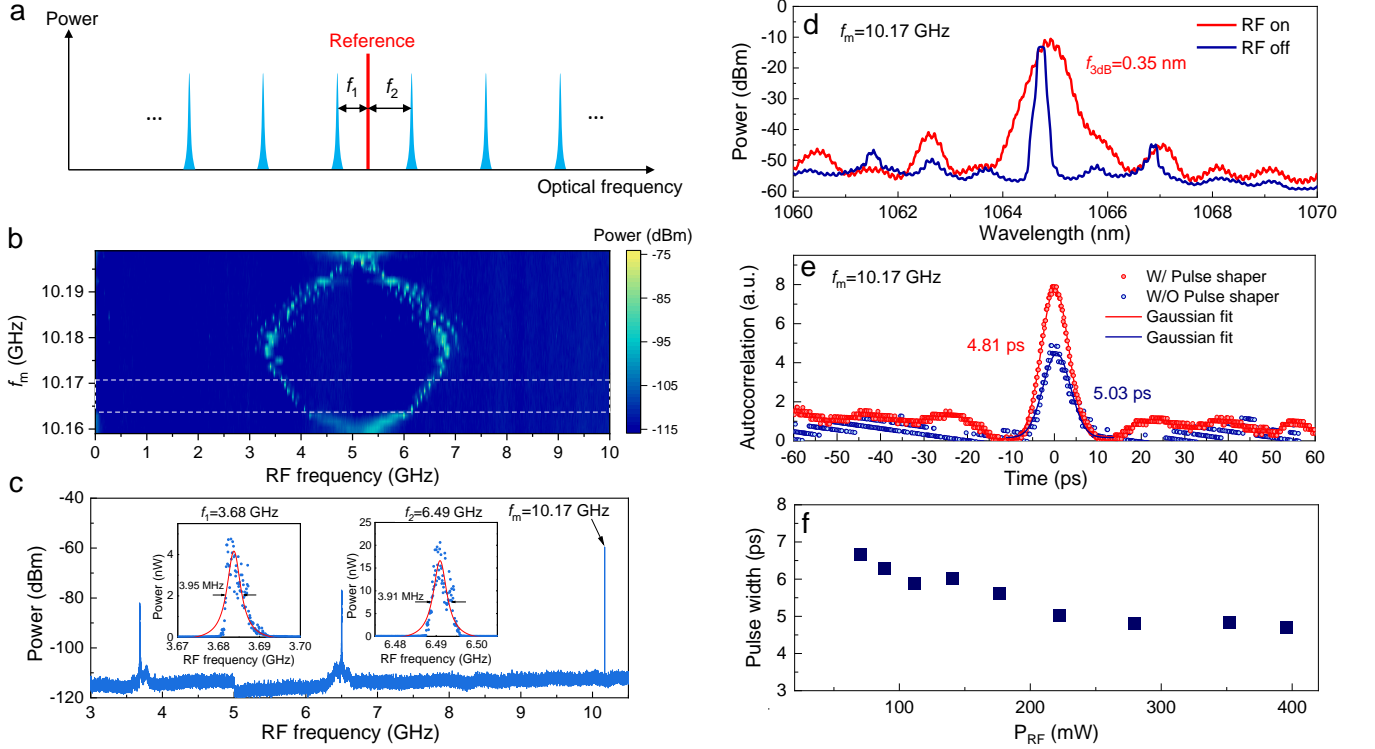 a
Power
Reference
f1
f2
...
...
Optical frequency
b
Power (dBm)
-75
-85
-95
-105
-115
10.19
10.18
10.17
10.16
fm (GHz)
0 1 2 3 4 5 6 7 8 9 10
RF frequency (GHz)
c
-40
-60
-80
-100
-120
Power (dBm)
f1=3.68 GHz
4
2
0
Power (nW)
3.95 MHz
3.67 3.68 3.69 3.70
RF frequency (GHz)
f2=6.49 GHz
25
20
15
10
5
0
Power (nW)
3.91 MHz
6.48 6.49 6.50
RF frequency (GHz)
fm=10.17 GHz
3 4 5 6 7 8 9 10
RF frequency (GHz)
d
fm=10.17 GHz
RF on
RF off
f3dB=0.35 nm
0
-10
-20
-30
-40
-50
-60
Power (dBm)
1060 1062 1064 1066 1068 1070
Wavelength (nm)
e
fm=10.17 GHz
W/ Pulse shaper
W/O Pulse shaper
Gaussian fit
Gaussian fit
4.81 ps
5.03 ps
8
6
4
2
0
Autocorrelation (a.u.)
-60 -50 -40 -30 -20 -10 0 10 20 30 40 50 60
Time (ps)
f
8
7
6
5
4
3
Pulse width (ps)
100 200 300 400
PRF (mW)